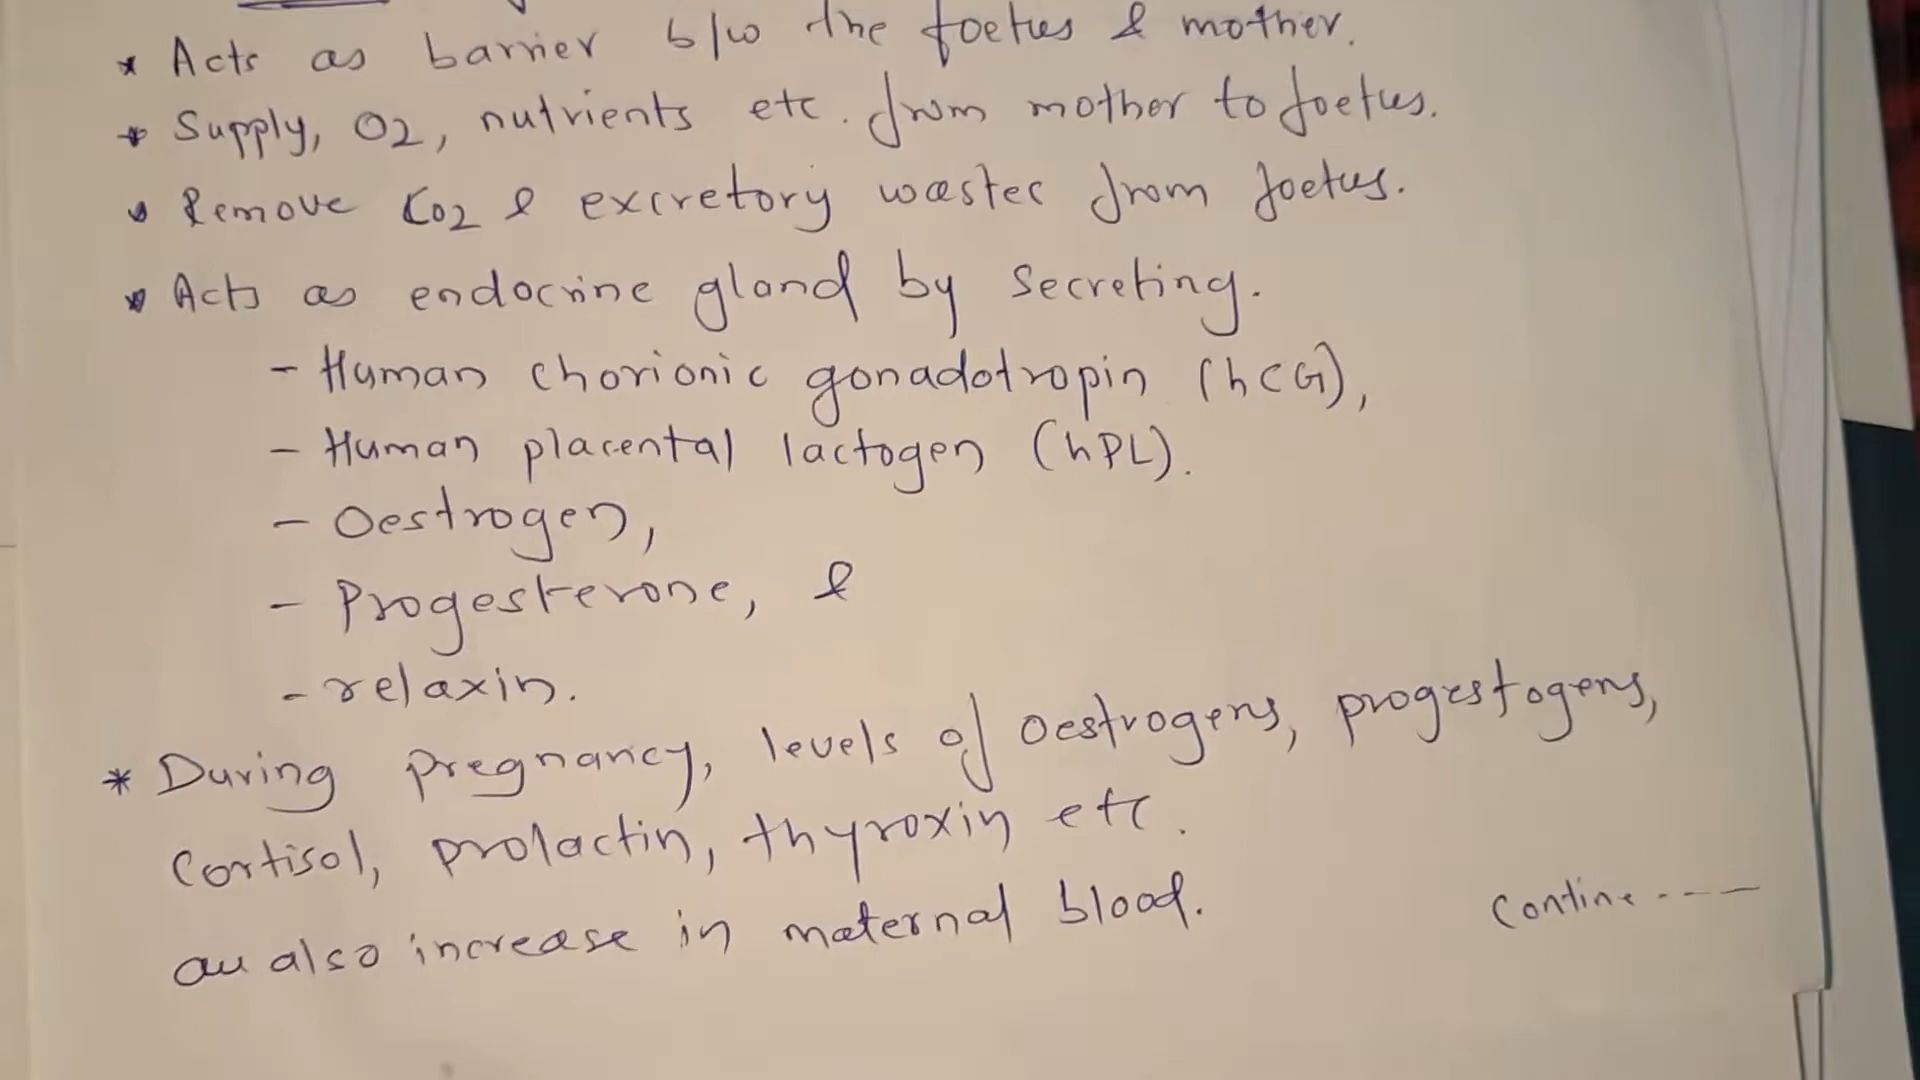 * Acts as barrier b/w the foetus & mother.
* Supply, O2, nutrients etc. from mother to foetus.
* Remove CO2 & excretory wastes from foetus.
* Acts as endocrine gland by secreting.
- Human chorionic gonadotropin (hCG),
- Human placental lactogen (hPL).
- Oestrogen,
- Progesterone, &
- relaxin.
* During pregnancy, levels of oestrogens, progestogens,
Cortisol, prolactin, thyroxin etc.
are also increase in maternal blood.
Contine ----